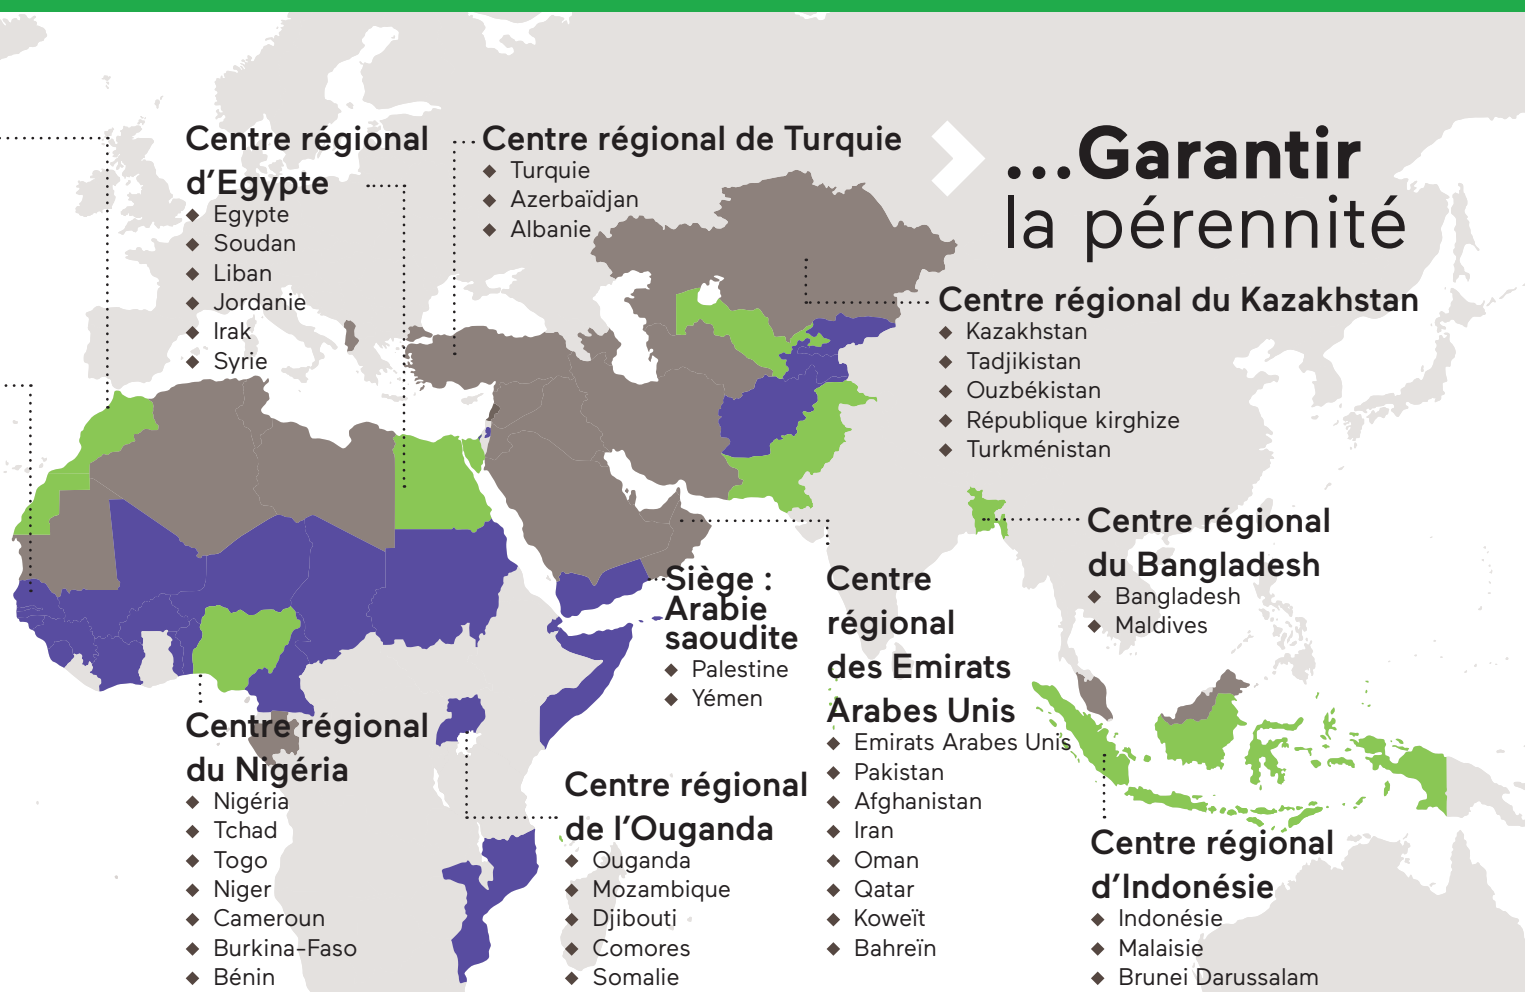 ...Garantir
la pérennité
Centre régional
d'Egypte
Egypte
Soudan
Liban
Jordanie
Irak
Syrie
Centre régional de Turquie
Turquie
Azerbaïdjan
Albanie
Centre régional du Kazakhstan
Kazakhstan
Tadjikistan
Ouzbékistan
République kirghize
Turkménistan
Centre régional
du Bangladesh
Bangladesh
Maldives
Siège :
Arabie
saoudite
Palestine
Yémen
Centre
régional
des Emirats
Arabes Unis
Emirats Arabes Unis
Pakistan
Afghanistan
Iran
Oman
Qatar
Koweït
Bahreïn
Centre régional
du Nigéria
Nigéria
Tchad
Togo
Niger
Cameroun
Burkina-Faso
Bénin
Centre régional
de l'Ouganda
Ouganda
Mozambique
Djibouti
Comores
Somalie
Centre régional
d'Indonésie
Indonésie
Malaisie
Brunei Darussalam